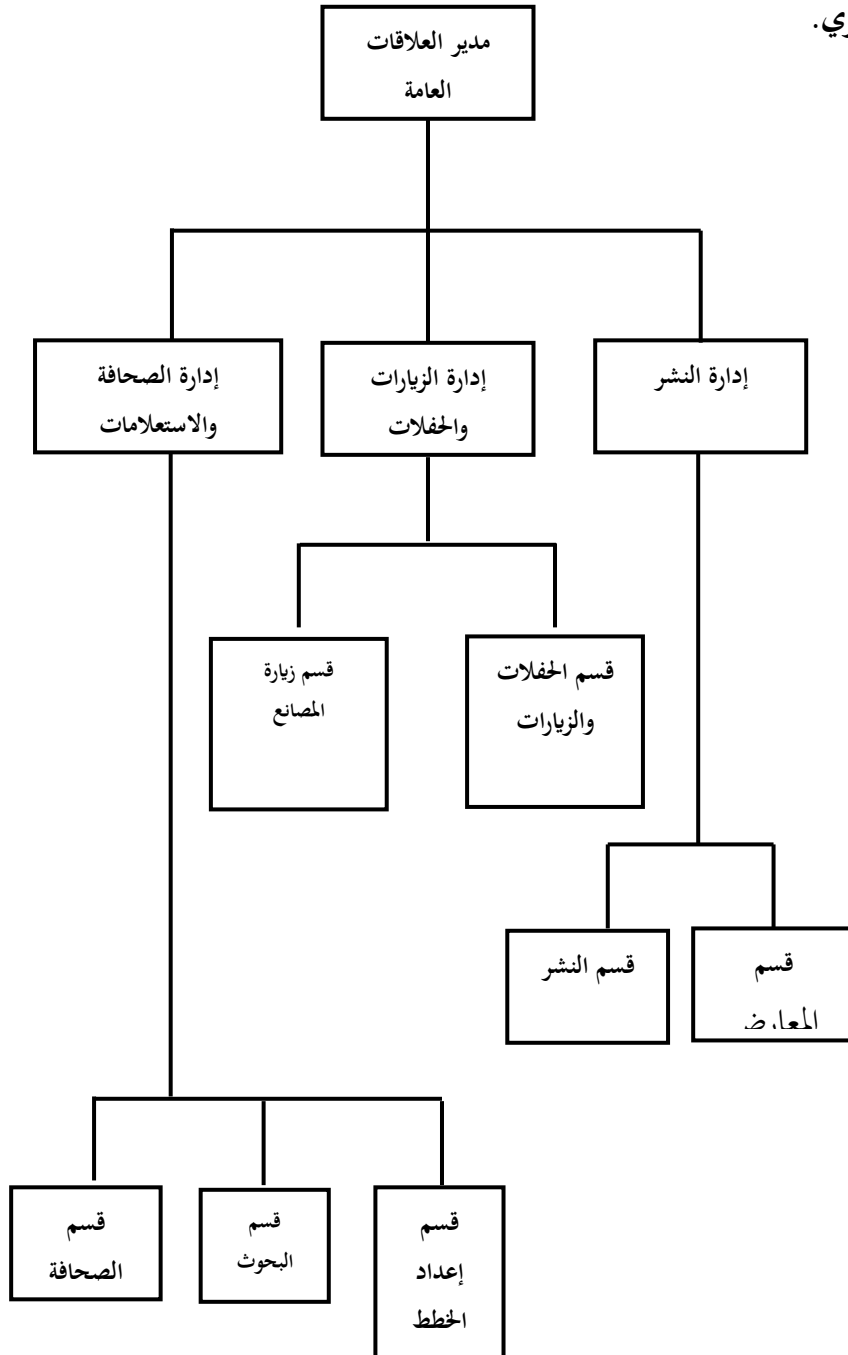 مدير العلاقات
العامة
إدارة النشر
إدارة الزيارات
والحفلات
إدارة الصحافة
والاستعلامات
قسم الحفلات
والزيارات
قسم زيارة
المصانع
قسم
المعارض
قسم النشر
قسم
إعداد
الخطط
قسم
البحوث
قسم
الصحافة